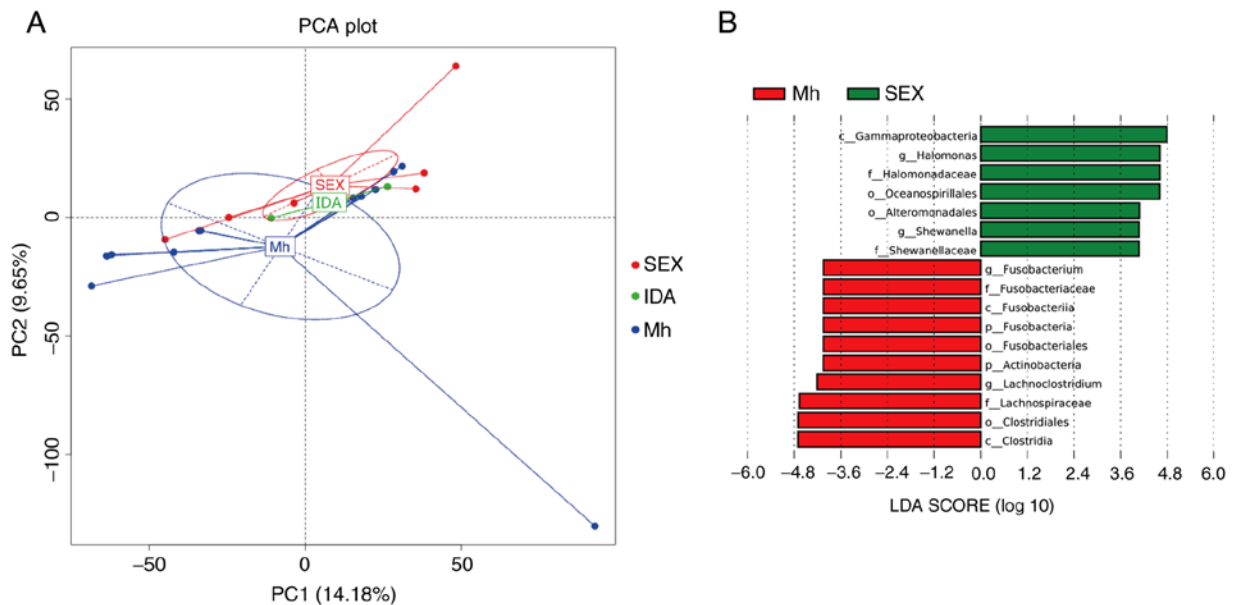 A
PCA plot
50
0
−50
−100
PC2 (9.65%)
SEX
IDA
Mh
−50
0
50
PC1 (14.18%)
SEX
IDA
Mh
B
Mh
SEX
c__Gammaproteobacteria
g__Halomonas
f__Halomonadaceae
o__Oceanospirillales
o__Alteromonadales
g__Shewanella
f__Shewanellaceae
g__Fusobacterium
f__Fusobacteriaceae
c__Fusobacteriia
p__Fusobacteria
o__Fusobacteriales
p__Actinobacteria
g__Lachnoclostridium
f__Lachnospiraceae
o__Clostridiales
c__Clostridia
−6.0 −4.8 −3.6 −2.4 −1.2 0.0 1.2 2.4 3.6 4.8 6.0
LDA SCORE (log 10)